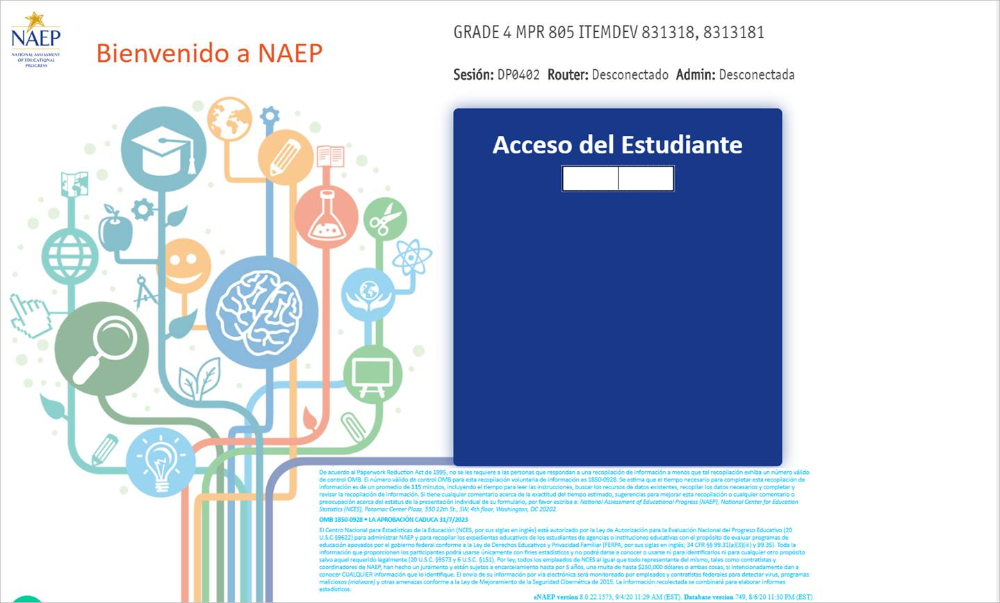 NAEP
NATIONAL ASSESSMENT
OF EDUCATIONAL
PROGRESS
Bienvenido a NAEP
GRADE 4 MPR 805 ITEMDEV 831318, 8313181
Sesión: DP0402 Router: Desconectado Admin: Desconectada
Acceso del Estudiante
De acuerdo al Paperwork Reduction Act de 1995, no se les requiere a las personas que respondan a una recopilación de información a menos que tal recopilación exhiba un número válido
de control OMB. El número válido de control OMB para esta recopilación voluntaria de información es 1850-0928. Se estima que el tiempo necesario para completar esta recopilación de
información es de un promedio de 115 minutos, incluyendo el tiempo para leer las instrucciones, buscar los recursos de datos existentes, recopilar los datos necesarios y completar y
revisar la recopilación de información. Si tiene cualquier comentario acerca de la exactitud del tiempo estimado, sugerencias para mejorar esta recopilación o cualquier comentario o
preocupación acerca del estatus de la presentación individual de su formulario, por favor escriba a: National Assessment of Educational Progress (NAEP), National Center for Education
Statistics (NCES), Potomac Center Plaza, 550 12th St., SW, 4th floor, Washington, DC 20202.
OMB 1850-0928 • LA APROBACIÓN CADUCA 31/7/2023
El Centro Nacional para Estadísticas de la Educación (NCES, por sus siglas en inglés) está autorizado por la Ley de Autorización para la Evaluación Nacional del Progreso Educativo (20
U.S.C.§9622) para administrar NAEP y para recopilar los expedientes educativos de los estudiantes de agencias o instituciones educativas con el propósito de evaluar programas de
educación apoyados por el gobierno federal conforme a la Ley de Derechos Educativos y Privacidad Familiar (FERPA, por sus siglas en inglés; 34 CFR §§ 99.31(a)(3)(iii) y 99.35). Toda la
información que proporcionen los participantes podrá usarse únicamente con fines estadísticos y no podrá darse a conocer o usarse ni para identificarlos ni para cualquier otro propósito
salvo aquel requerido legalmente (20 U.S.C. §9573 y 6 U.S.C. §151). Por ley, todos los empleados de NCES al igual que todo representante del mismo, tales como contratistas y
coordinadores de NAEP, han hecho un juramento y están sujetos a encarcelamiento hasta por 5 años, una multa de hasta $250,000 dólares o ambas cosas, si intencionadamente dan a
conocer CUALQUIER información que lo identifique. El envío de su información por vía electrónica será monitoreado por empleados y contratistas federales para detectar virus, programas
maliciosos (malware) y otras amenazas conforme a la Ley de Mejoramiento de la Seguridad Cibernética de 2015. La información recolectada se combinará para elaborar informes
estadísticos.
eNAEP version 8.0.22.1573, 9/4/20 11:29 AM (EST). Database version 749, 8/6/20 11:30 PM (EST)